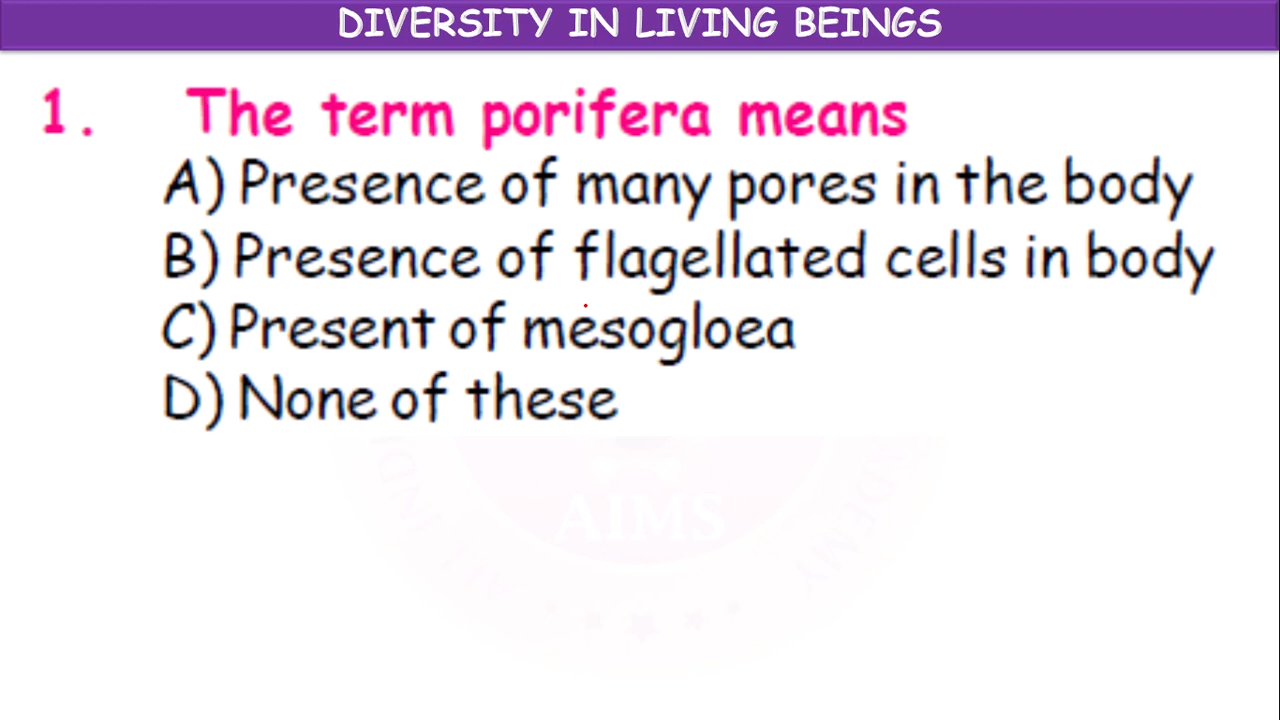 DIVERSITY IN LIVING BEINGS
1. The term porifera means
A) Presence of many pores in the body
B) Presence of flagellated cells in body
C) Present of mesogloea
D) None of these
AIMS